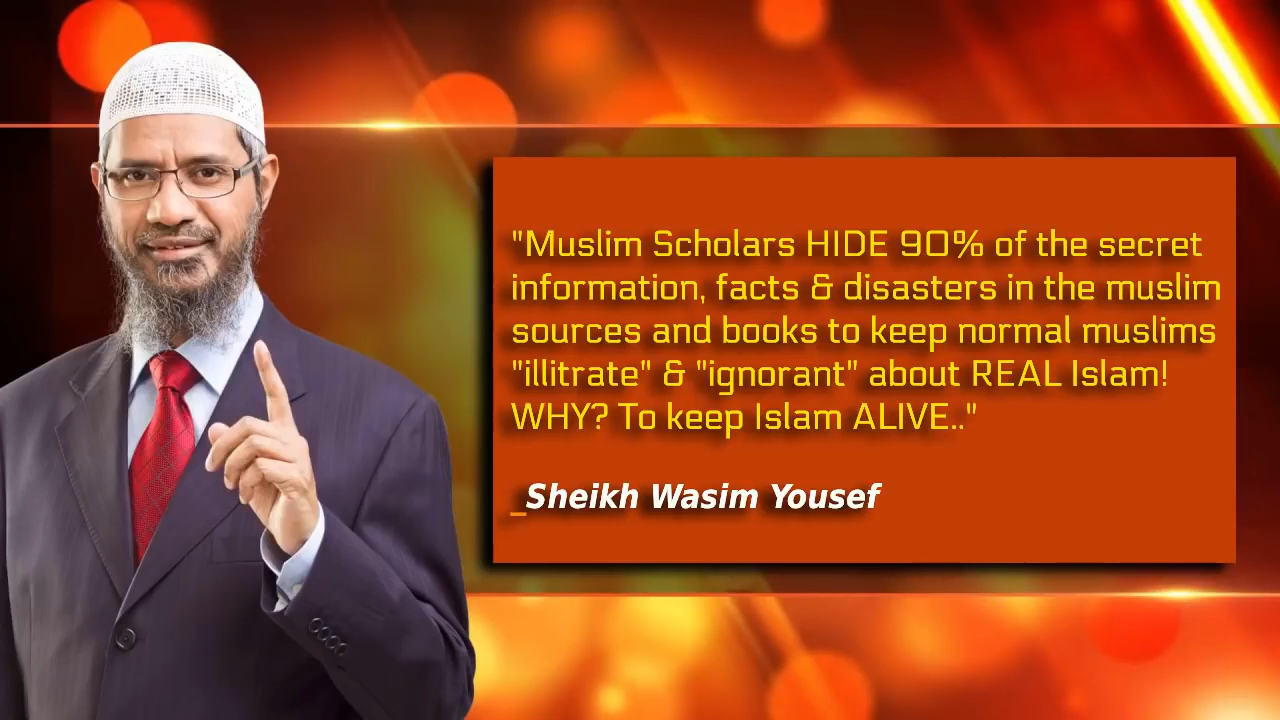 "Muslim Scholars HIDE 90% of the secret
information, facts & disasters in the muslim
sources and books to keep normal muslims
"illitrate" & "ignorant" about REAL Islam!
WHY? To keep Islam ALIVE.."
_Sheikh Wasim Yousef